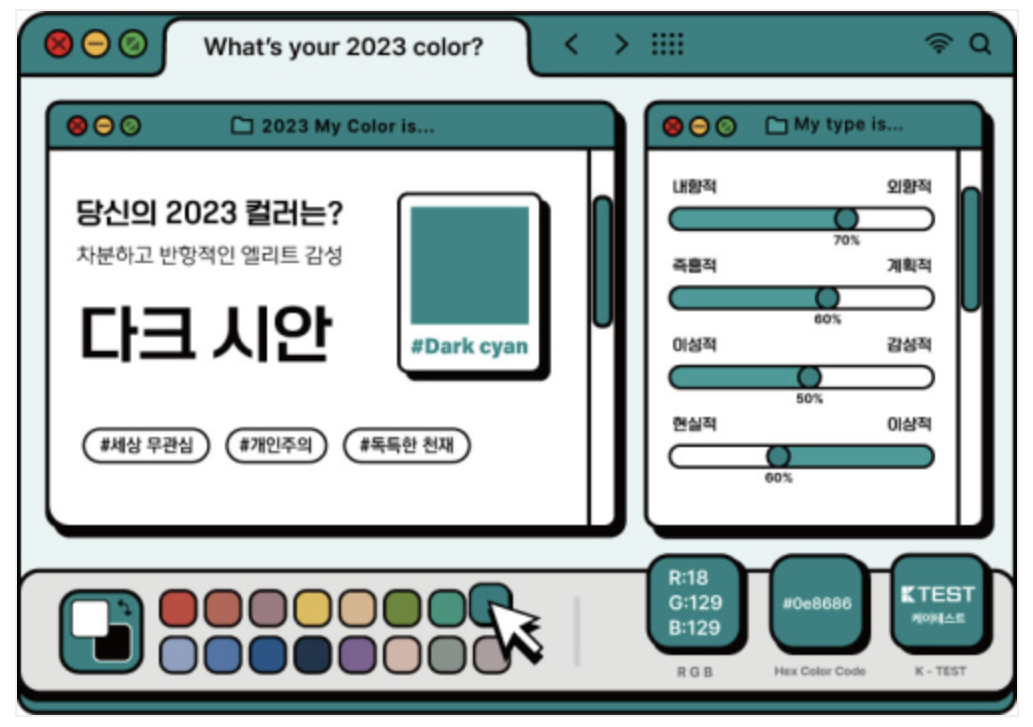 What's your 2023 color?
2023 My Color is...
당신의 2023 컬러는?
차분하고 반항적인 엘리트 감성
다크 시안
#Dark cyan
#세상 무관심
#개인주의
#독특한 천재
My type is...
내향적 외향적
70%
즉흥적 계획적
60%
이성적 감성적
50%
현실적 이상적
60%
R:18
G:129
B:129
R G B
#0e8686
Hex Color Code
K TEST
케이테스트
K - TEST